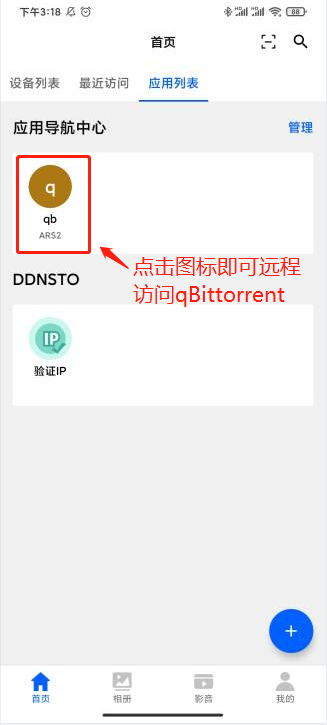 下午3:18
88
首页
设备列表 最近访问 应用列表
应用导航中心 管理
q
qb
ARS2
点击图标即可远程
访问qBittorrent
DDNSTO
IP
验证IP
+
首页 相册 影音 我的